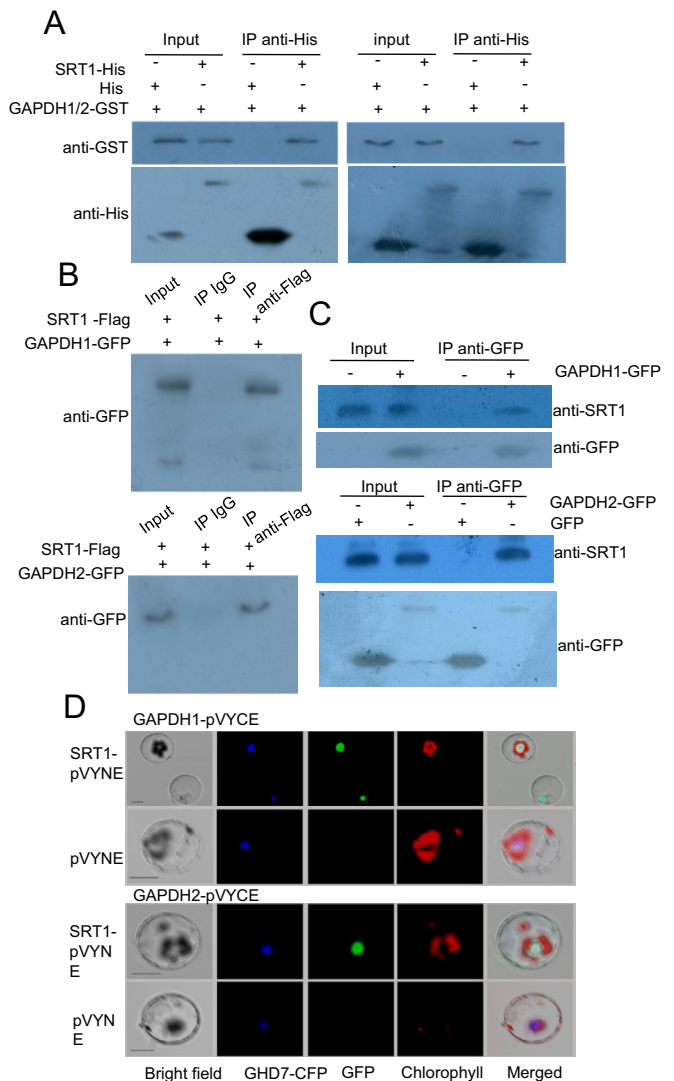 A
Input IP anti-His input IP anti-His
SRT1-His - + - + - + - +
His + - + - + - + -
GAPDH1/2-GST + + + + + + + +
anti-GST
anti-His
B
Input IP IgG IP anti-Flag
SRT1 -Flag + + +
GAPDH1-GFP + + +
anti-GFP
Input IP IgG IP anti-Flag
SRT1-Flag + + +
GAPDH2-GFP + + +
anti-GFP
C
Input IP anti-GFP
- + - + GAPDH1-GFP
anti-SRT1
anti-GFP
Input IP anti-GFP
- + - + GAPDH2-GFP
+ - + - GFP
anti-SRT1
anti-GFP
D
GAPDH1-pVYCE
SRT1-
pVYNE
pVYNE
GAPDH2-pVYCE
SRT1-
pVYN
E
pVYN
E
Bright field GHD7-CFP GFP Chlorophyll Merged